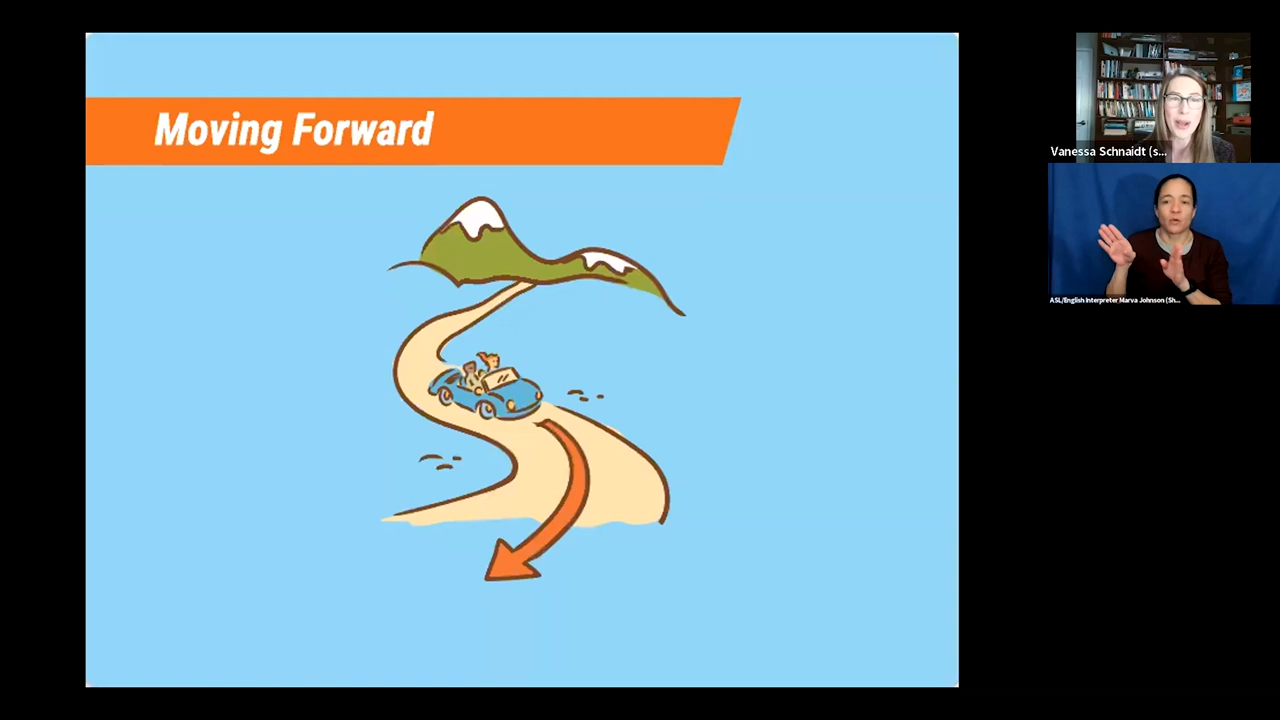 Moving Forward
Vanessa Schnaidt (s...
ASL/English Interpreter Marva Johnson (Sh...